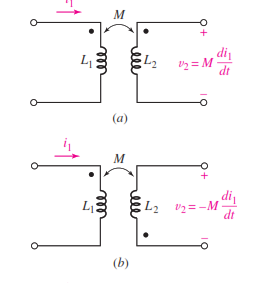 i₁
M
+
L₁ L₂ v₂ = M di₁/dt
−
(a)
i₁
M
+
L₁ L₂ v₂ = −M di₁/dt
−
(b)